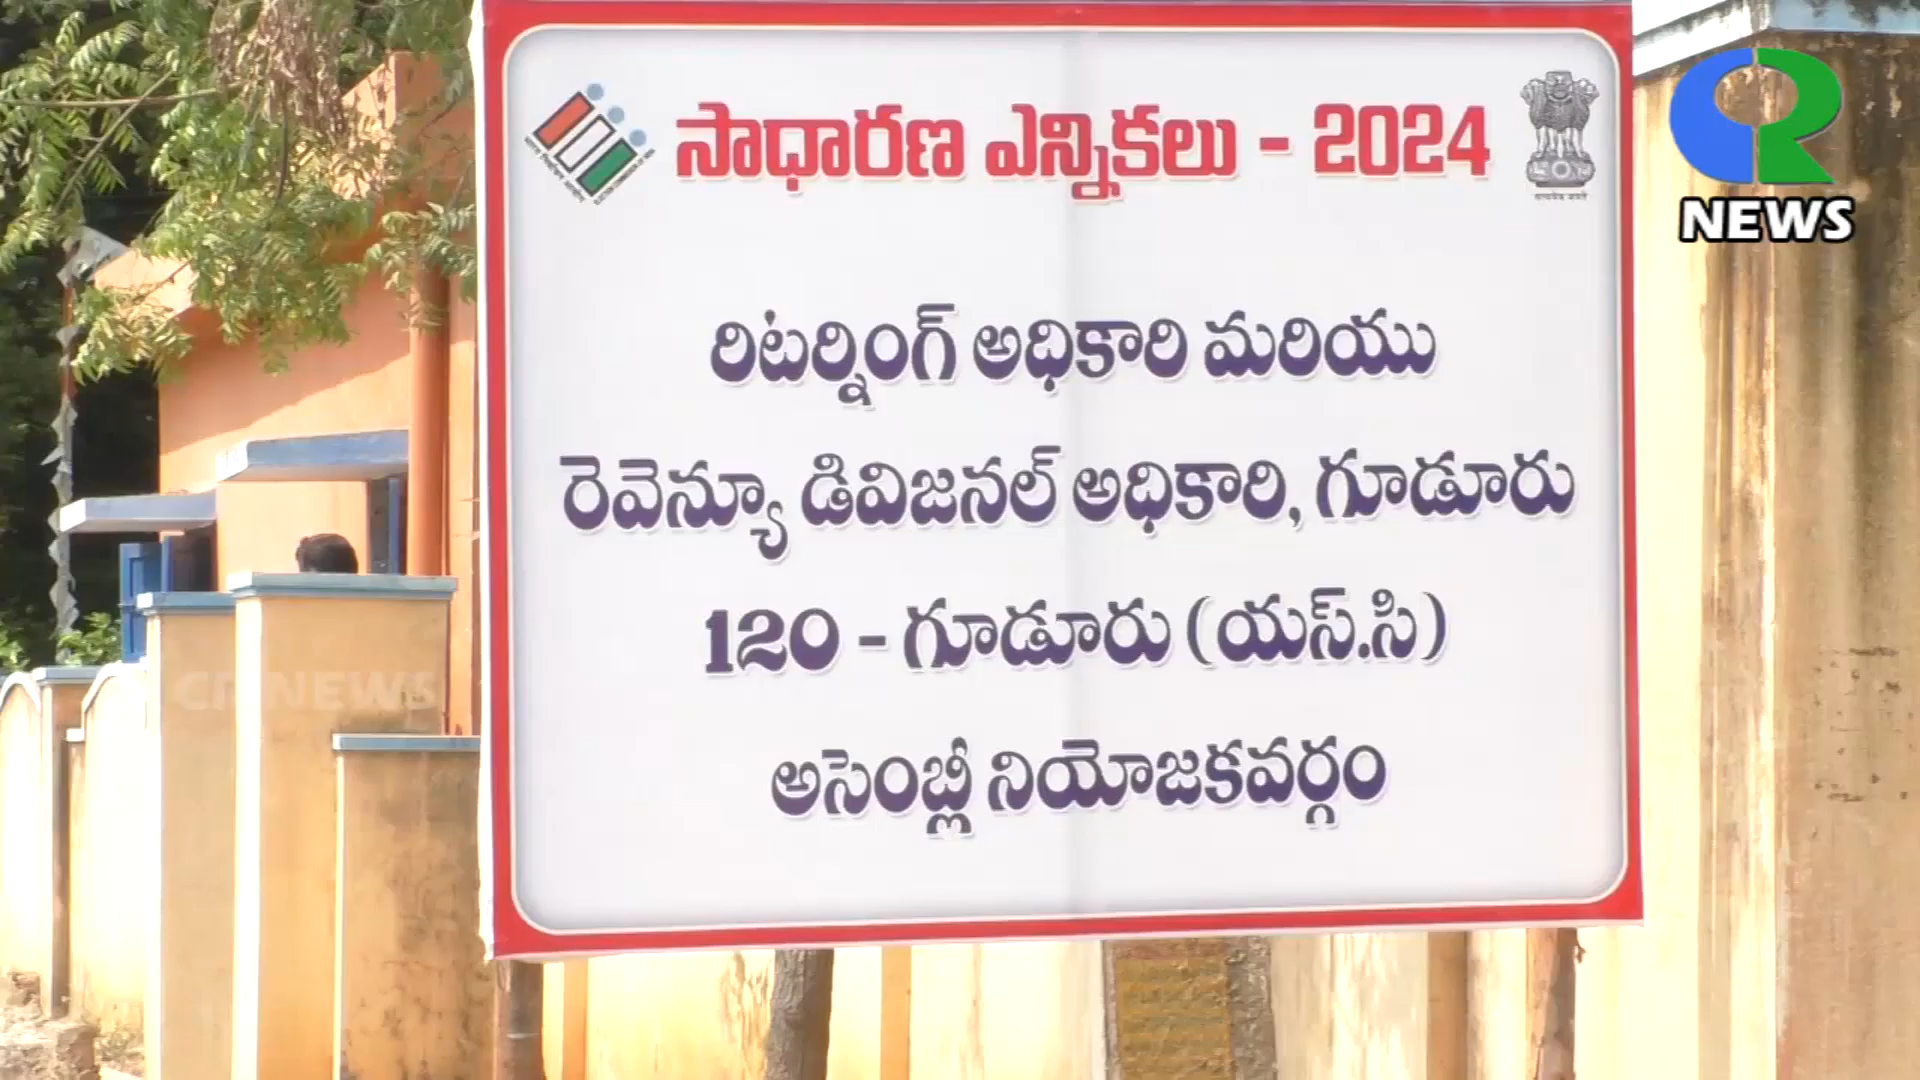 సాధారణ ఎన్నికలు - 2024
NEWS
రిటర్నింగ్ అధికారి మరియు
రెవెన్యూ డివిజనల్ అధికారి, గూడూరు
120 - గూడూరు (యస్.సి)
అసెంబ్లీ నియోజకవర్గం